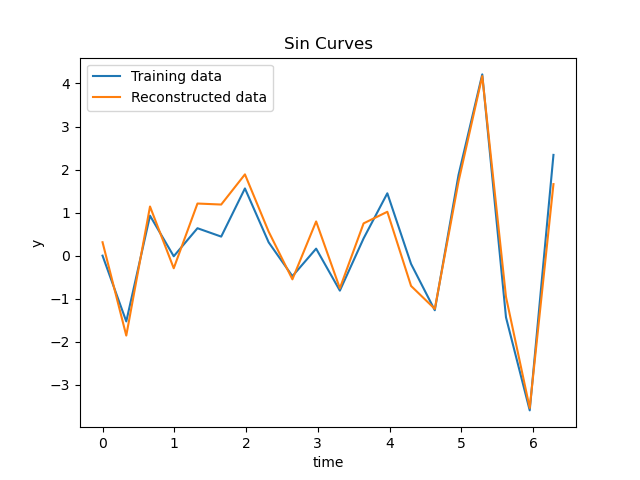 Sin Curves
Training data
Reconstructed data
4
3
2
1
0
−1
−2
−3
y
0 1 2 3 4 5 6
time